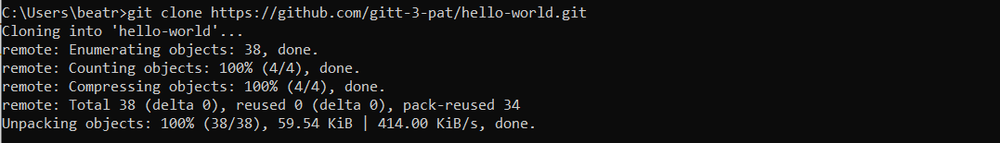 C:\Users\beatr>git clone https://github.com/gitt-3-pat/hello-world.git
Cloning into 'hello-world'...
remote: Enumerating objects: 38, done.
remote: Counting objects: 100% (4/4), done.
remote: Compressing objects: 100% (4/4), done.
remote: Total 38 (delta 0), reused 0 (delta 0), pack-reused 34
Unpacking objects: 100% (38/38), 59.54 KiB | 414.00 KiB/s, done.